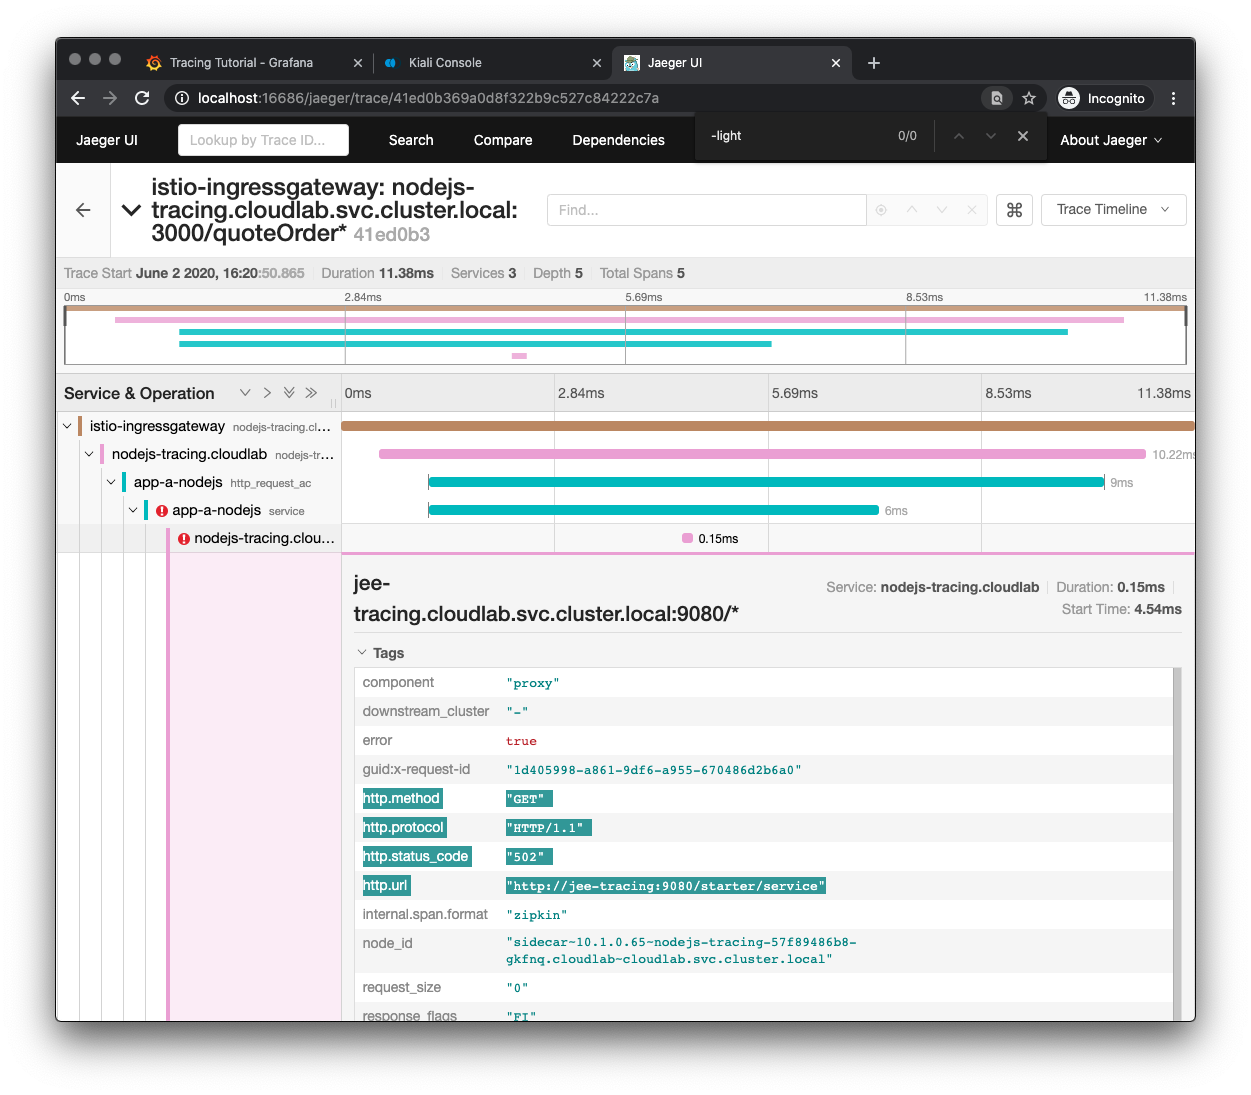 Tracing Tutorial - Grafana
Kiali Console
Jaeger UI
localhost:16686/jaeger/trace/41ed0b369a0d8f322b9c527c84222c7a
Incognito
Jaeger UI
Lookup by Trace ID...
Search
Compare
Dependencies
-light
0/0
About Jaeger
istio-ingressgateway: nodejs-
tracing.cloudlab.svc.cluster.local:
3000/quoteOrder* 41ed0b3
Find...
Trace Timeline
Trace Start June 2 2020, 16:20:50.865 Duration 11.38ms Services 3 Depth 5 Total Spans 5
0ms 2.84ms 5.69ms 8.53ms 11.38ms
Service & Operation
0ms 2.84ms 5.69ms 8.53ms 11.38ms
istio-ingressgateway nodejs-tracing.cl...
nodejs-tracing.cloudlab nodejs-tr...
10.22ms
app-a-nodejs http_request_ac
9ms
app-a-nodejs service
6ms
nodejs-tracing.clou...
0.15ms
jee-
tracing.cloudlab.svc.cluster.local:9080/*
Service: nodejs-tracing.cloudlab Duration: 0.15ms
Start Time: 4.54ms
Tags
component "proxy"
downstream_cluster "-"
error true
guid:x-request-id "1d405998-a861-9df6-a955-670486d2b6a0"
http.method "GET"
http.protocol "HTTP/1.1"
http.status_code "502"
http.url "http://jee-tracing:9080/starter/service"
internal.span.format "zipkin"
node_id "sidecar~10.1.0.65~nodejs-tracing-57f89486b8-
gkfnq.cloudlab~cloudlab.svc.cluster.local"
request_size "0"
response_flags "FI"